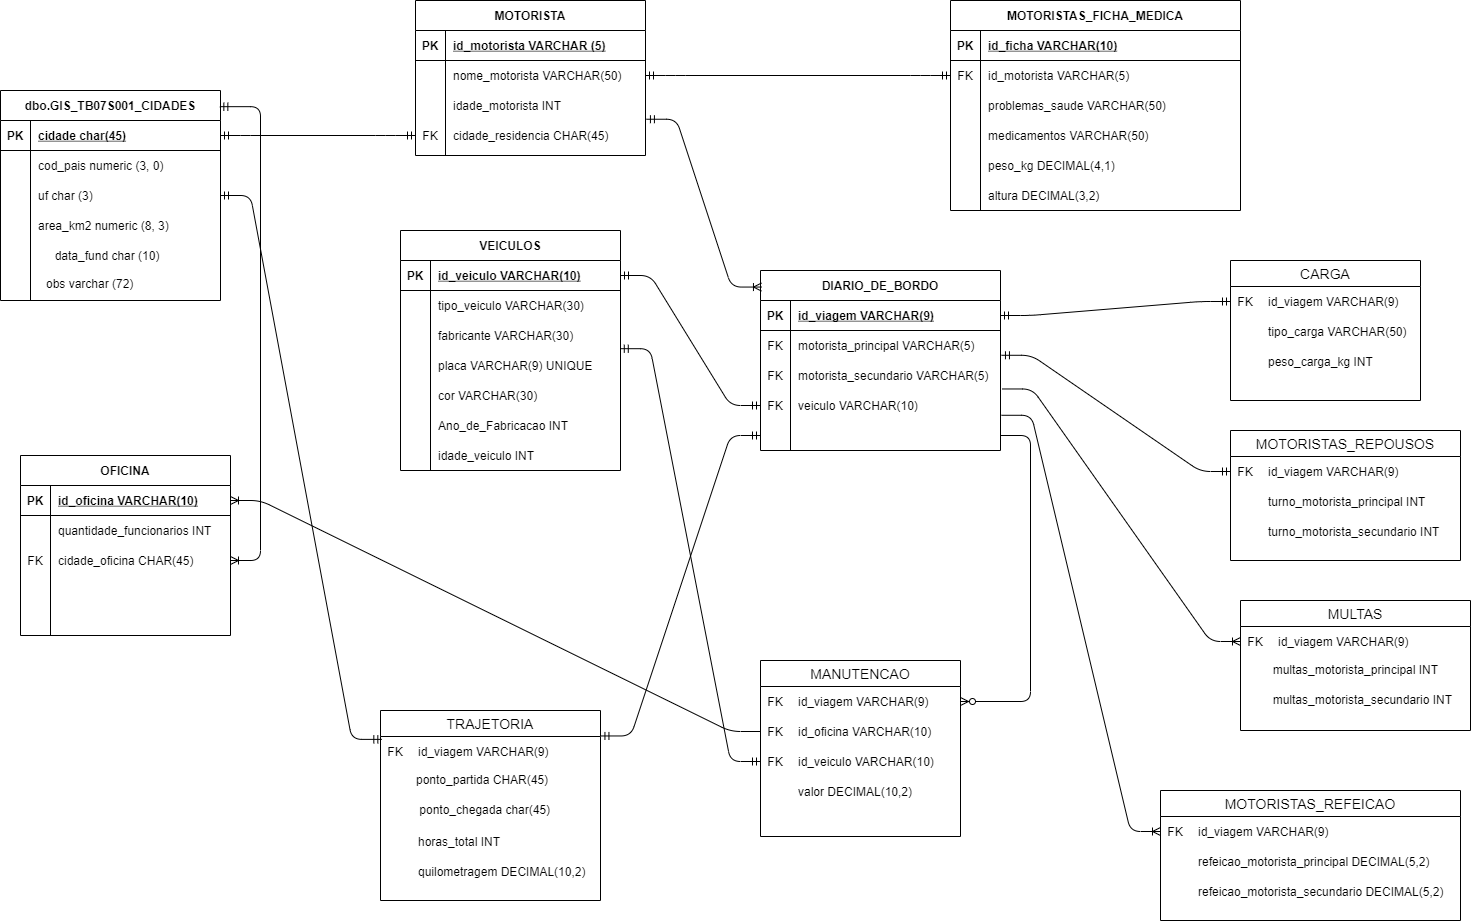 MOTORISTA
PK id_motorista VARCHAR (5)
nome_motorista VARCHAR(50)
idade_motorista INT
FK cidade_residencia CHAR(45)
MOTORISTAS_FICHA_MEDICA
PK id_ficha VARCHAR(10)
FK id_motorista VARCHAR(5)
problemas_saude VARCHAR(50)
medicamentos VARCHAR(50)
peso_kg DECIMAL(4,1)
altura DECIMAL(3,2)
dbo.GIS_TB07S001_CIDADES
PK cidade char(45)
cod_pais numeric (3, 0)
uf char (3)
area_km2 numeric (8, 3)
data_fund char (10)
obs varchar (72)
VEICULOS
PK id_veiculo VARCHAR(10)
tipo_veiculo VARCHAR(30)
fabricante VARCHAR(30)
placa VARCHAR(9) UNIQUE
cor VARCHAR(30)
Ano_de_Fabricacao INT
idade_veiculo INT
DIARIO_DE_BORDO
PK id_viagem VARCHAR(9)
FK motorista_principal VARCHAR(5)
FK motorista_secundario VARCHAR(5)
FK veiculo VARCHAR(10)
CARGA
FK id_viagem VARCHAR(9)
tipo_carga VARCHAR(50)
peso_carga_kg INT
MOTORISTAS_REPOUSOS
FK id_viagem VARCHAR(9)
turno_motorista_principal INT
turno_motorista_secundario INT
OFICINA
PK id_oficina VARCHAR(10)
quantidade_funcionarios INT
FK cidade_oficina CHAR(45)
MULTAS
FK id_viagem VARCHAR(9)
multas_motorista_principal INT
multas_motorista_secundario INT
MANUTENCAO
FK id_viagem VARCHAR(9)
FK id_oficina VARCHAR(10)
FK id_veiculo VARCHAR(10)
valor DECIMAL(10,2)
TRAJETORIA
FK id_viagem VARCHAR(9)
ponto_partida CHAR(45)
ponto_chegada char(45)
horas_total INT
quilometragem DECIMAL(10,2)
MOTORISTAS_REFEICAO
FK id_viagem VARCHAR(9)
refeicao_motorista_principal DECIMAL(5,2)
refeicao_motorista_secundario DECIMAL(5,2)